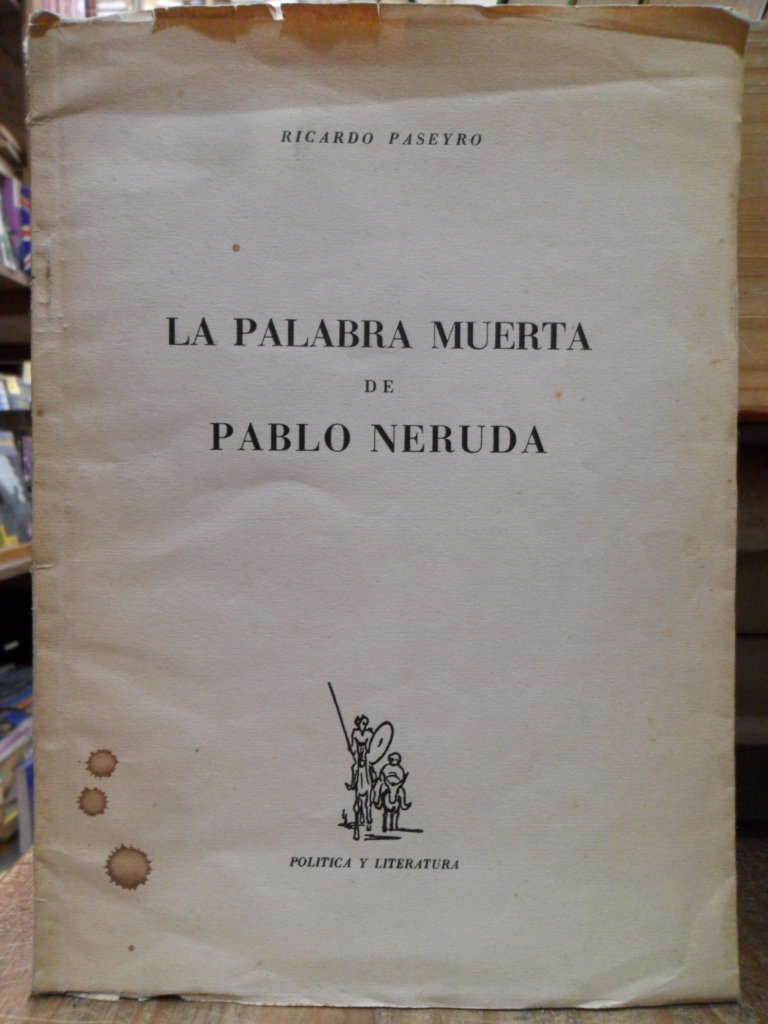 RICARDO PASEYRO
LA PALABRA MUERTA
DE
PABLO NERUDA
POLITICA Y LITERATURA